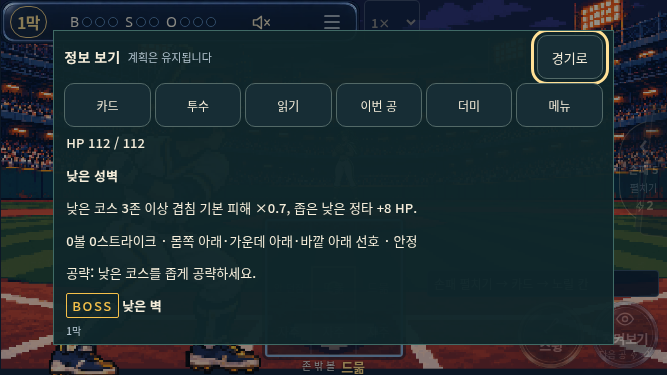 1막 B○○○ S○○ O○○○ 1×
정보 보기 계획은 유지됩니다
경기로
카드 투수 읽기 이번 공 더미 메뉴
HP 112 / 112
낮은 성벽
낮은 코스 3존 이상 겹침 기본 피해 ×0.7, 좁은 낮은 정타 +8 HP.
0볼 0스트라이크 · 몸쪽 아래·가운데 아래·바깥 아래 선호 · 안정
공략: 낮은 코스를 좁게 공략하세요.
BOSS 낮은 벽
1막
존 밖 볼 드묾